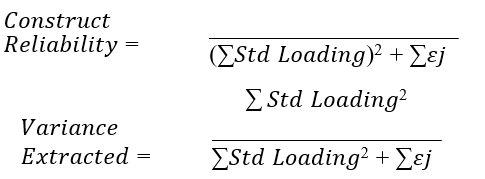 Construct
Reliability =
(∑Std Loading)² + ∑εj
∑ Std Loading²
Variance
Extracted =
∑Std Loading² + ∑εj